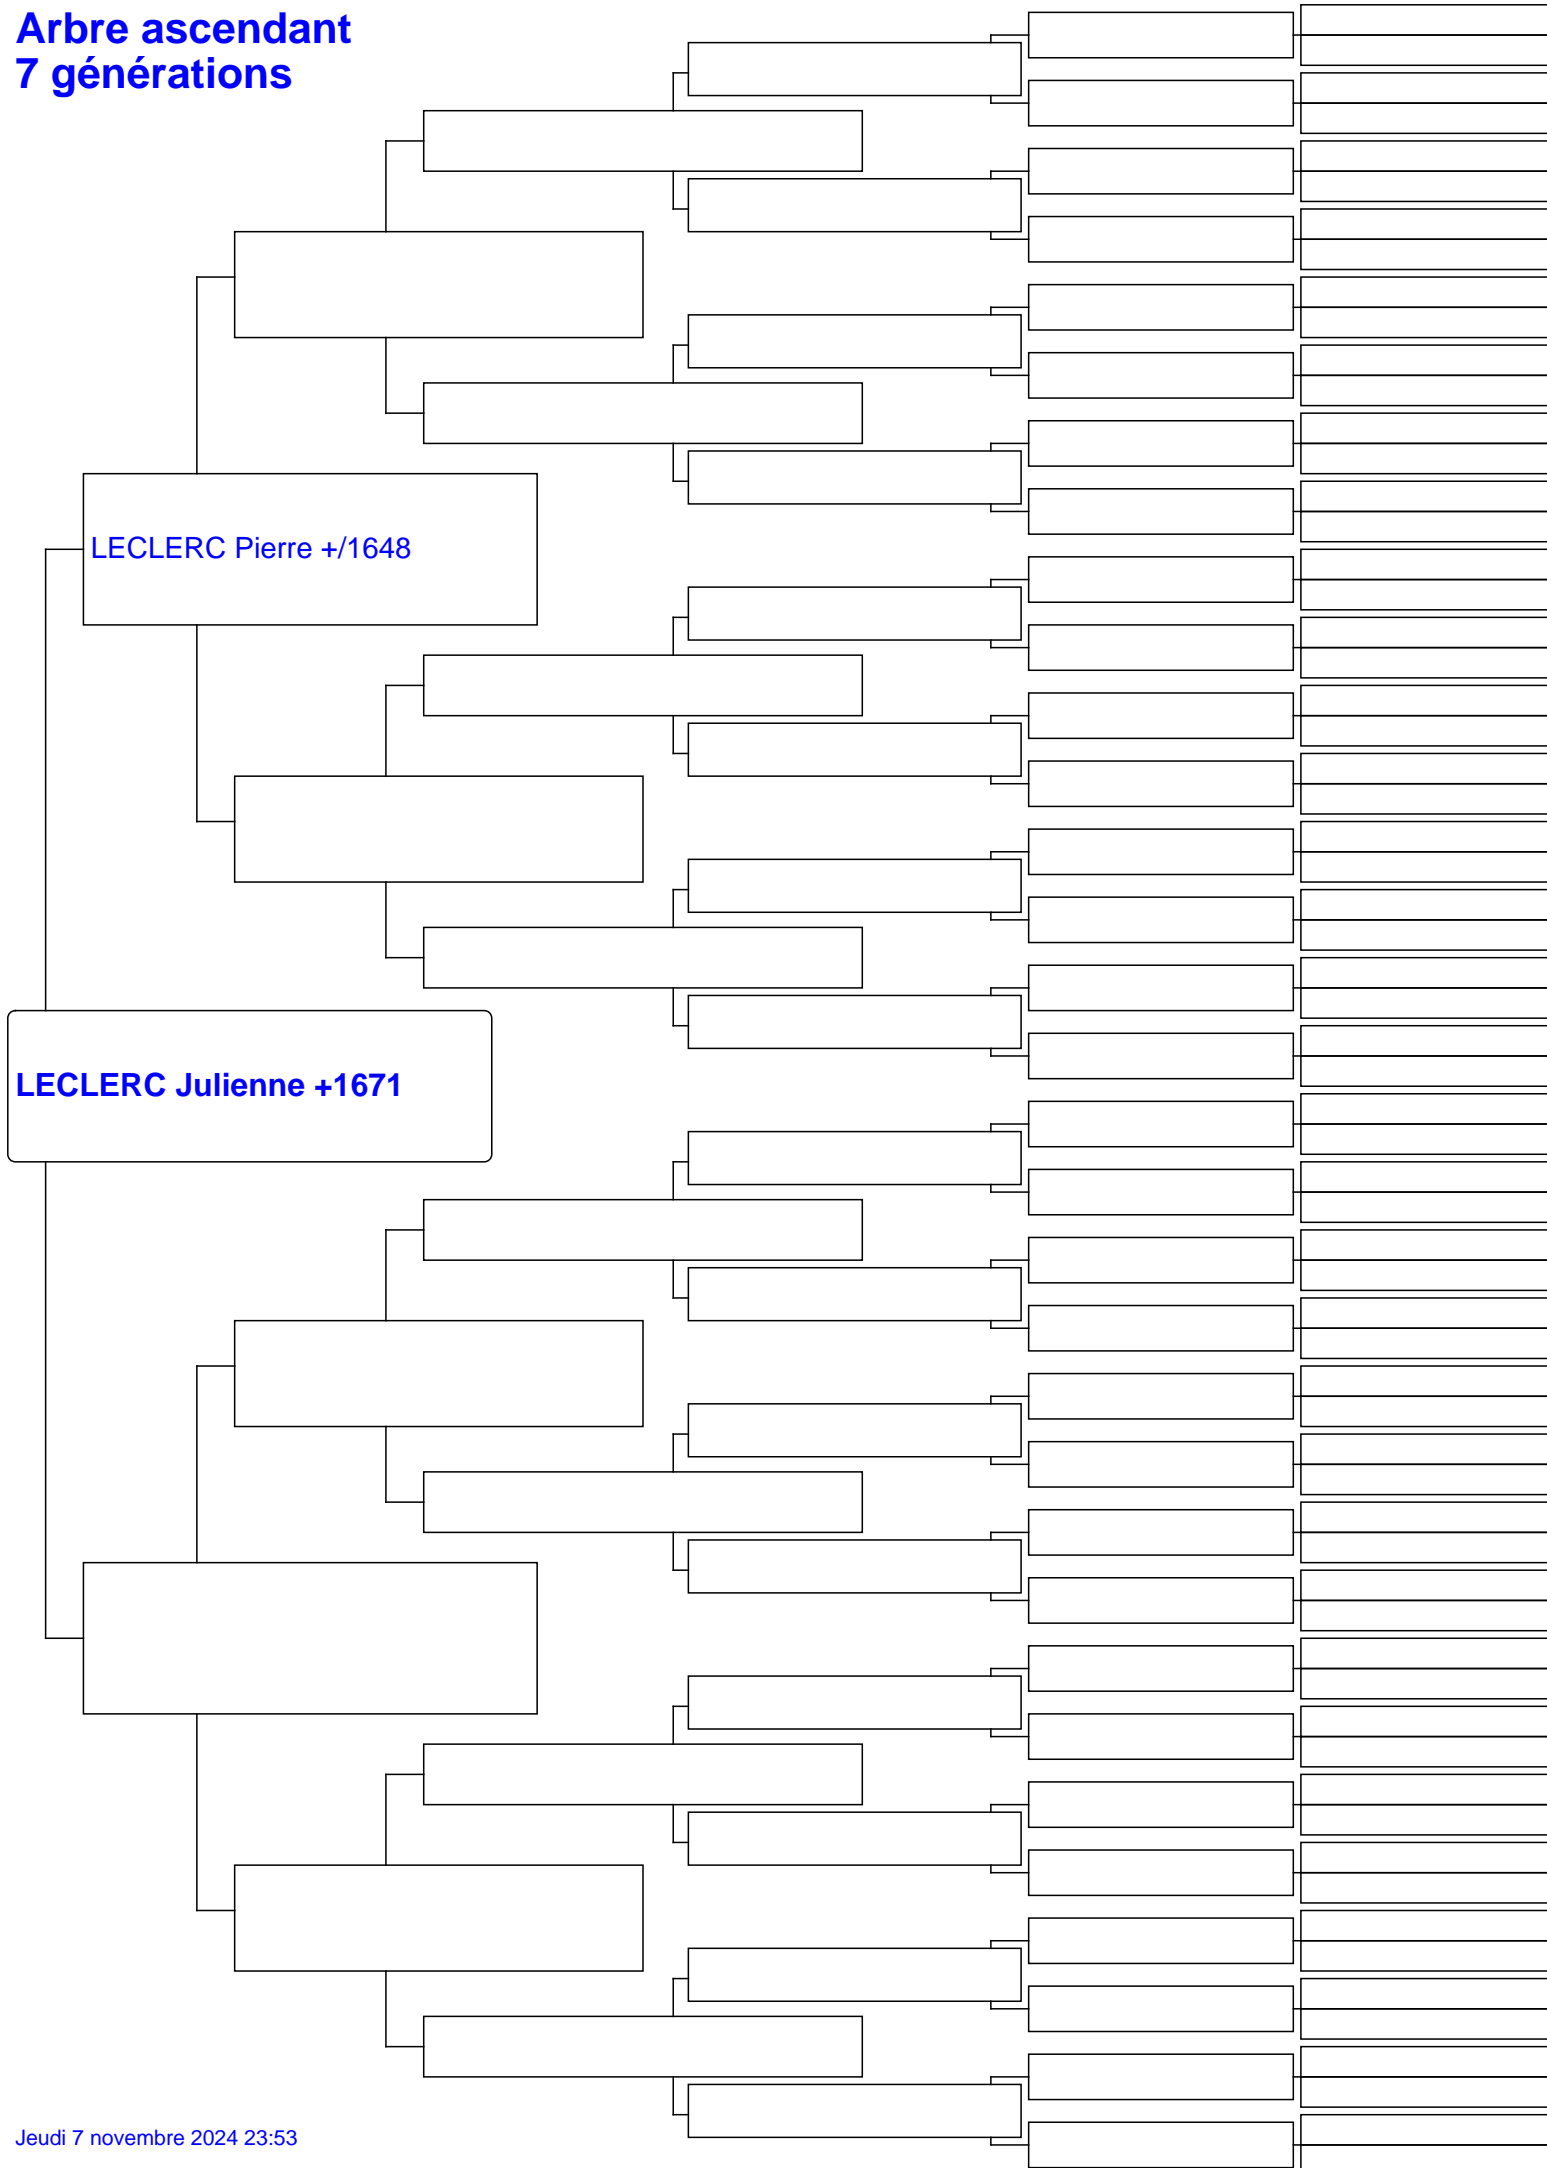 Arbre ascendant
7 générations
LECLERC Pierre +/1648
LECLERC Julienne +1671
Jeudi 7 novembre 2024 23:53